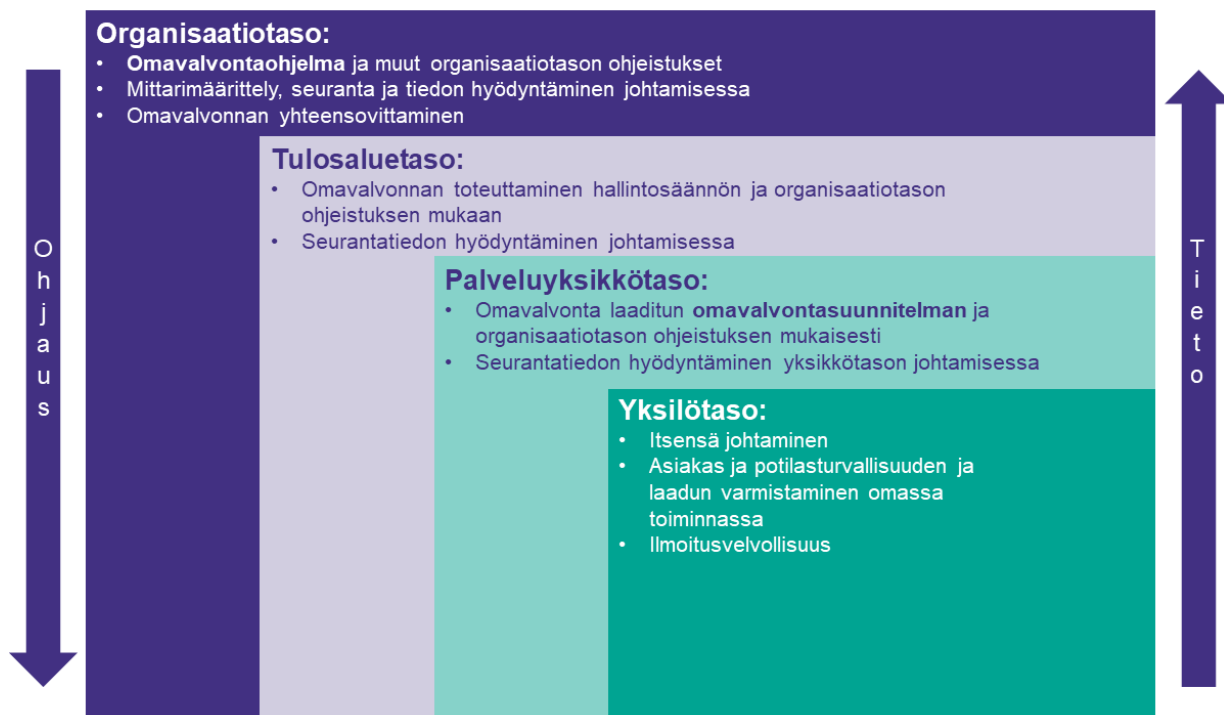 Organisaatiotaso:
• Omavalvontaohjelma ja muut organisaatiotason ohjeistukset
• Mittarimäärittely, seuranta ja tiedon hyödyntäminen johtamisessa
• Omavalvonnan yhteensovittaminen
Tulosaluetaso:
• Omavalvonnan toteuttaminen hallintosäännön ja organisaatiotason
ohjeistuksen mukaan
• Seurantatiedon hyödyntäminen johtamisessa
Palveluyksikkötaso:
• Omavalvonta laaditun omavalvontasuunnitelman ja
organisaatiotason ohjeistuksen mukaisesti
• Seurantatiedon hyödyntäminen yksikkötason johtamisessa
Yksilötaso:
• Itsensä johtaminen
• Asiakas ja potilasturvallisuuden ja
laadun varmistaminen omassa
toiminnassa
• Ilmoitusvelvollisuus
Ohjaus
Tieto